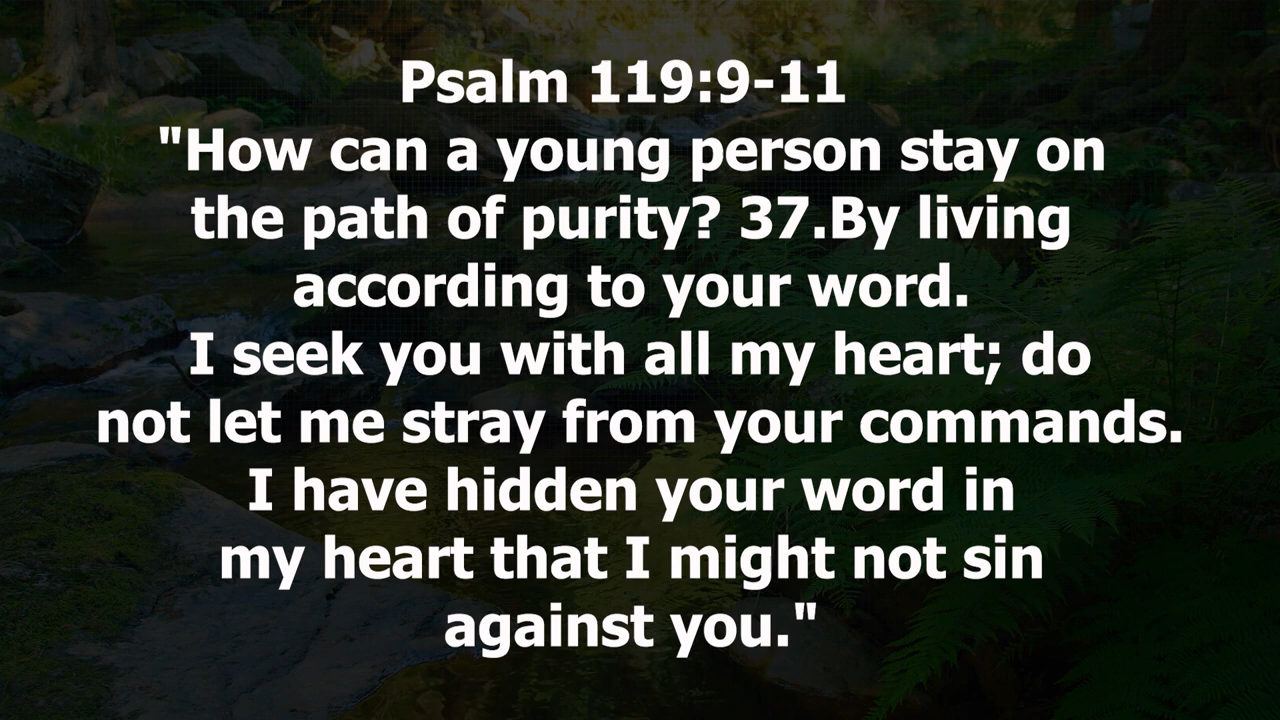 Psalm 119:9-11
"How can a young person stay on
the path of purity? 37.By living
according to your word.
I seek you with all my heart; do
not let me stray from your commands.
I have hidden your word in
my heart that I might not sin
against you."